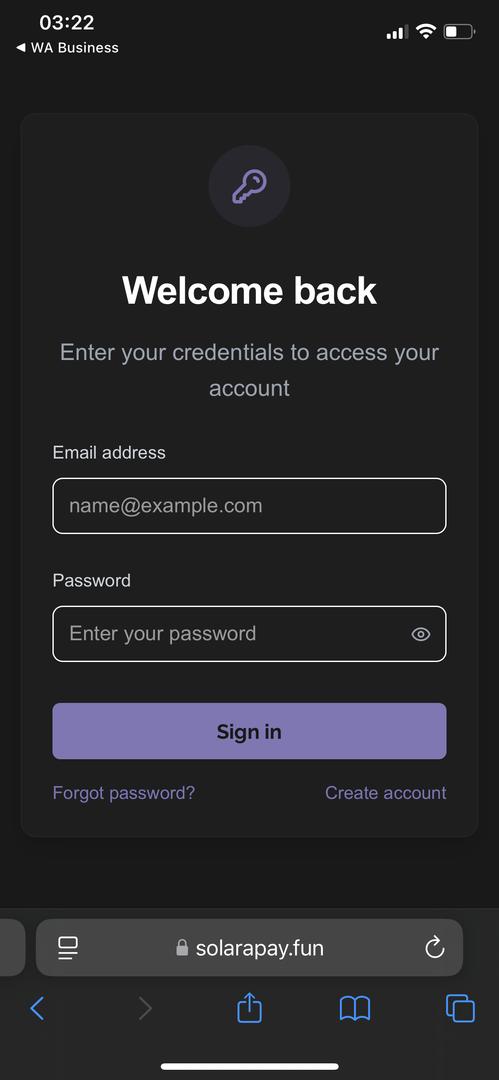 03:22
◀ WA Business
Welcome back
Enter your credentials to access your
account
Email address
name@example.com
Password
Enter your password
Sign in
Forgot password?
Create account
solarapay.fun